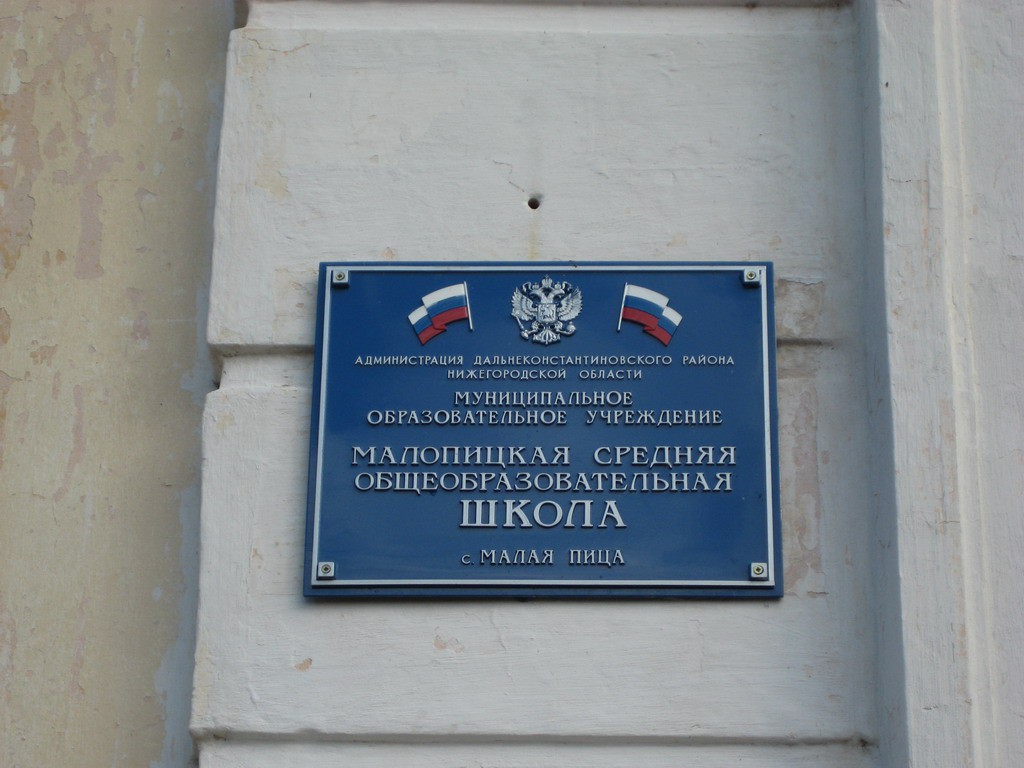 АДМИНИСТРАЦИЯ ДАЛЬНЕКОНСТАНТИНОВСКОГО РАЙОНА
НИЖЕГОРОДСКОЙ ОБЛАСТИ
МУНИЦИПАЛЬНОЕ
ОБРАЗОВАТЕЛЬНОЕ УЧРЕЖДЕНИЕ
МАЛОПИЦКАЯ СРЕДНЯЯ
ОБЩЕОБРАЗОВАТЕЛЬНАЯ
ШКОЛА
с. МАЛАЯ ПИЦА